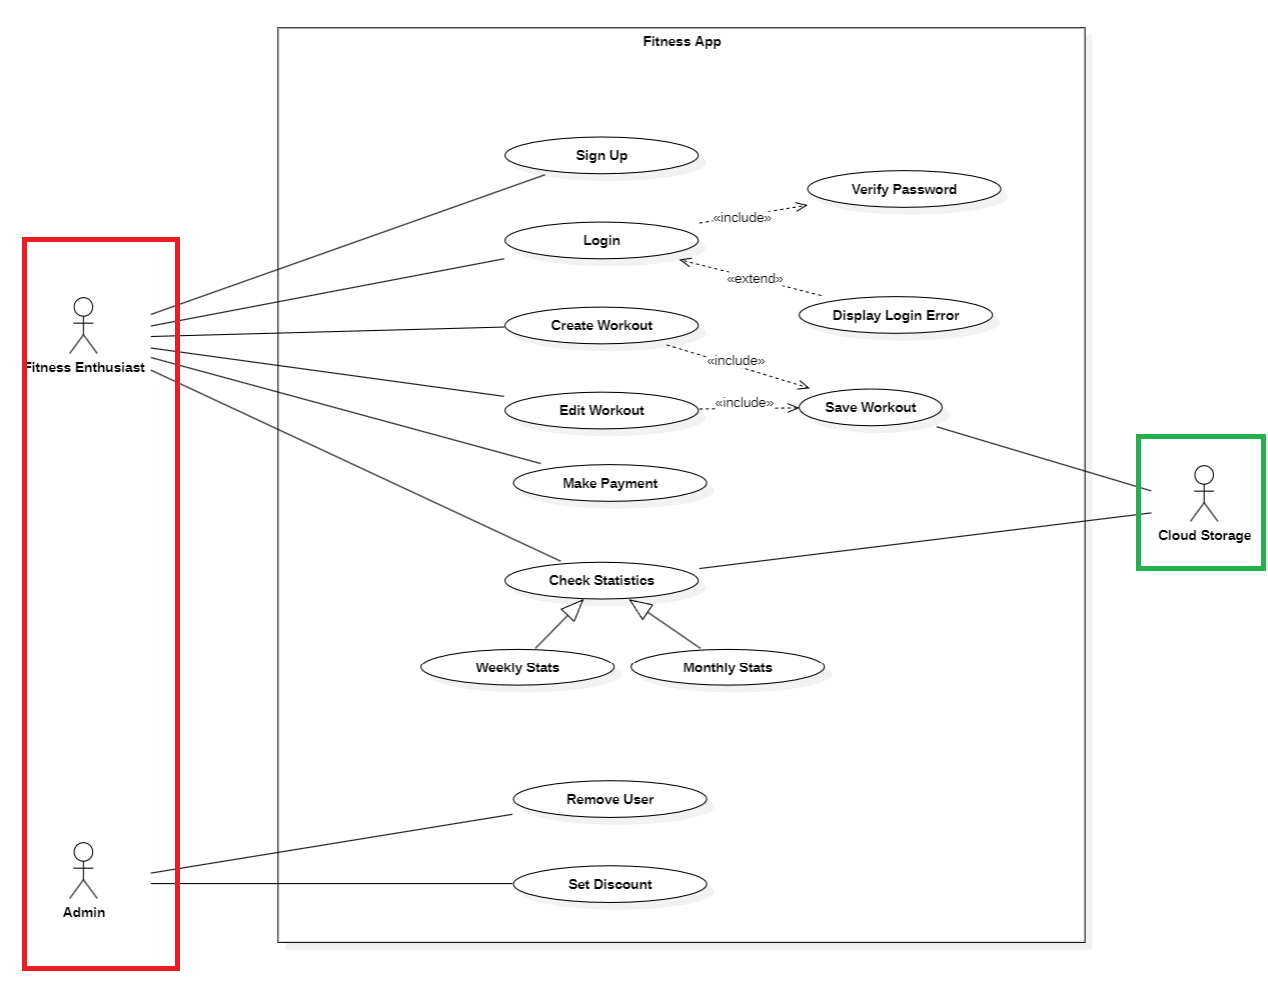 Fitness App
Sign Up
Verify Password
«include»
Login
«extend»
Display Login Error
Create Workout
«include»
Fitness Enthusiast
Edit Workout
«include»
Save Workout
Make Payment
Cloud Storage
Check Statistics
Weekly Stats
Monthly Stats
Remove User
Set Discount
Admin